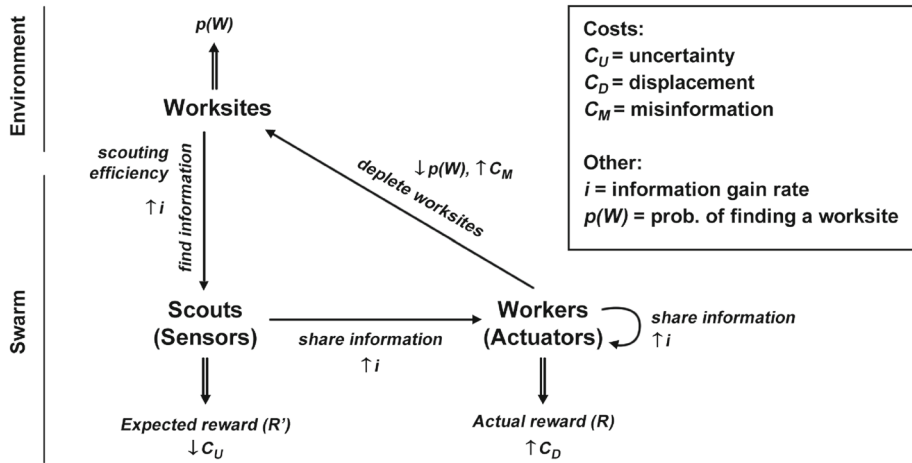 Environment
Swarm
p(W)
Worksites
scouting
efficiency
↑ i
find information
deplete worksites
↓ p(W), ↑ C_M
Scouts
(Sensors)
share information
↑ i
Workers
(Actuators)
share information
↑ i
Expected reward (R')
↓ C_U
Actual reward (R)
↑ C_D
Costs:
C_U = uncertainty
C_D = displacement
C_M = misinformation
Other:
i = information gain rate
p(W) = prob. of finding a worksite